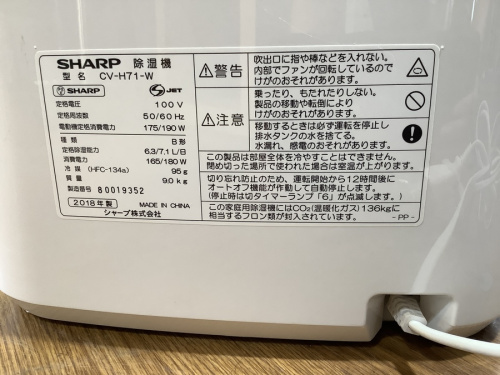 SHARP 除湿機
型 名 CV-H71-W
SHARP JET
定格電圧 100 V
定格周波数 50/60 Hz
電動機定格消費電力 175/190 W
種 類 B形
定格除湿能力 6.3/7.1 L/日
消費電力 165/180 W
冷 媒 (HFC-134a) 95 g
質 量 9.0 kg
製造番号 80019352
2018年製 MADE IN CHINA
シャープ株式会社
警告
吹出口に指や棒などを入れない。
内部でファンが回転しているので
けがのおそれがあります。
注意
乗ったり、もたれたりしない。
製品の移動や転倒により
けがのおそれがあります。
移動するときは必ず運転を停止し
排水タンクの水を捨てる。
水漏れ、感電のおそれがあります。
この製品は部屋全体を冷やすことはできません。
閉め切った場所で使われた場合は室温が上がります。
切り忘れ防止のため、運転開始から12時間後に
オートオフ機能が作動して自動停止します。
(停止時は切タイマーランプ「6」が点滅します。)
この家庭用除湿機にはCO₂(温暖化ガス)136kgに
相当するフロン類が封入されています。
- PP -